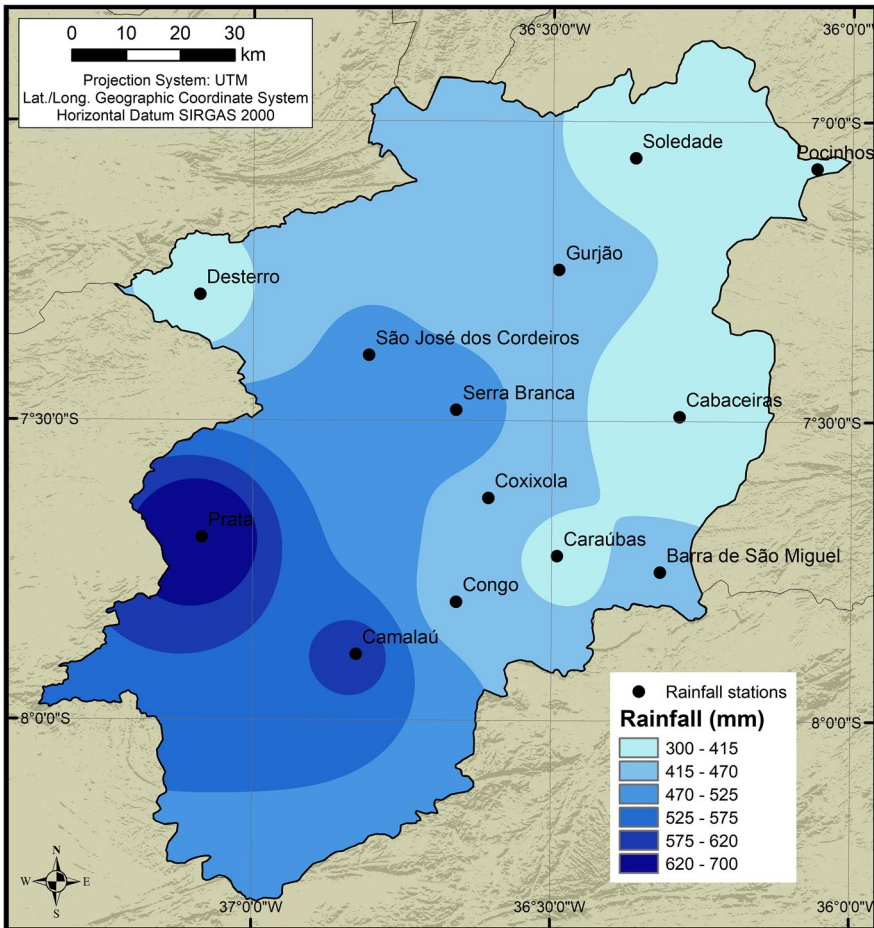 36°30'0"W
36°0'0"W
0 10 20 30
km
Projection System: UTM
Lat./Long. Geographic Coordinate System
Horizontal Datum SIRGAS 2000
7°0'0"S
Soledade
Pocinhos
Gurjão
Desterro
São José dos Cordeiros
Serra Branca
Cabaceiras
7°30'0"S
7°30'0"S
Coxixola
Prata
Caraúbas
Barra de São Miguel
Congo
Camalaú
8°0'0"S
8°0'0"S
Rainfall stations
Rainfall (mm)
300 - 415
415 - 470
470 - 525
525 - 575
575 - 620
620 - 700
N
W E
S
37°0'0"W
36°30'0"W
36°0'0"W